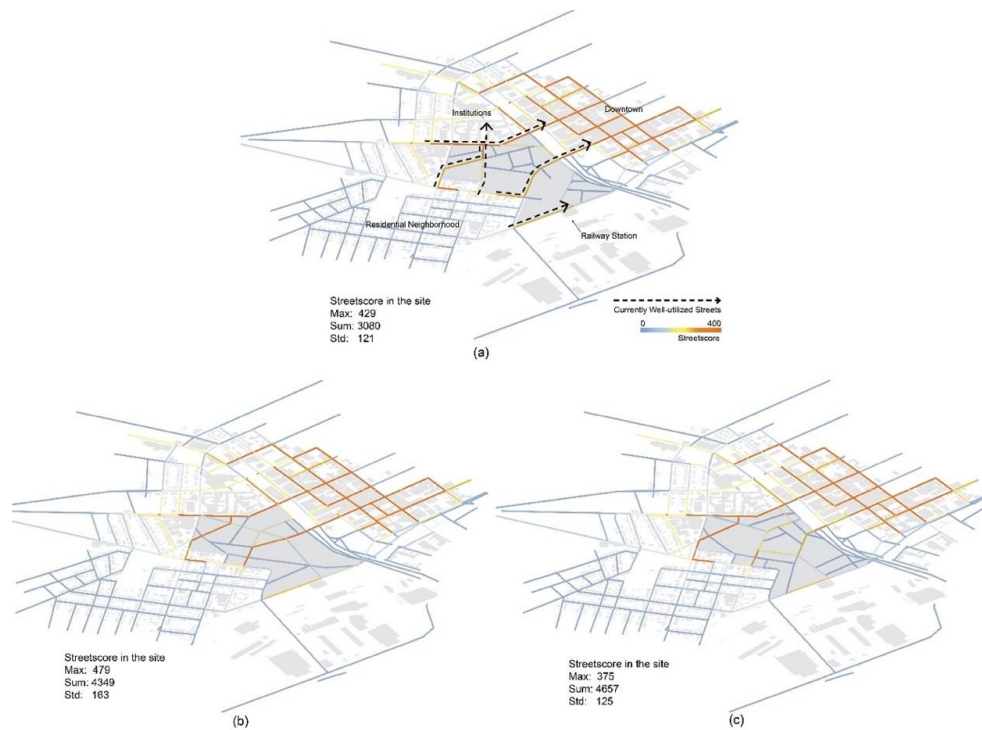 Institutions
Downtown
Residential Neighborhood
Railway Station
Streetscore in the site
Max: 429
Sum: 3080
Std: 121
Currently Well-utilized Streets
0 400
Streetscore
(a)
Streetscore in the site
Max: 479
Sum: 4349
Std: 163
(b)
Streetscore in the site
Max: 375
Sum: 4657
Std: 125
(c)